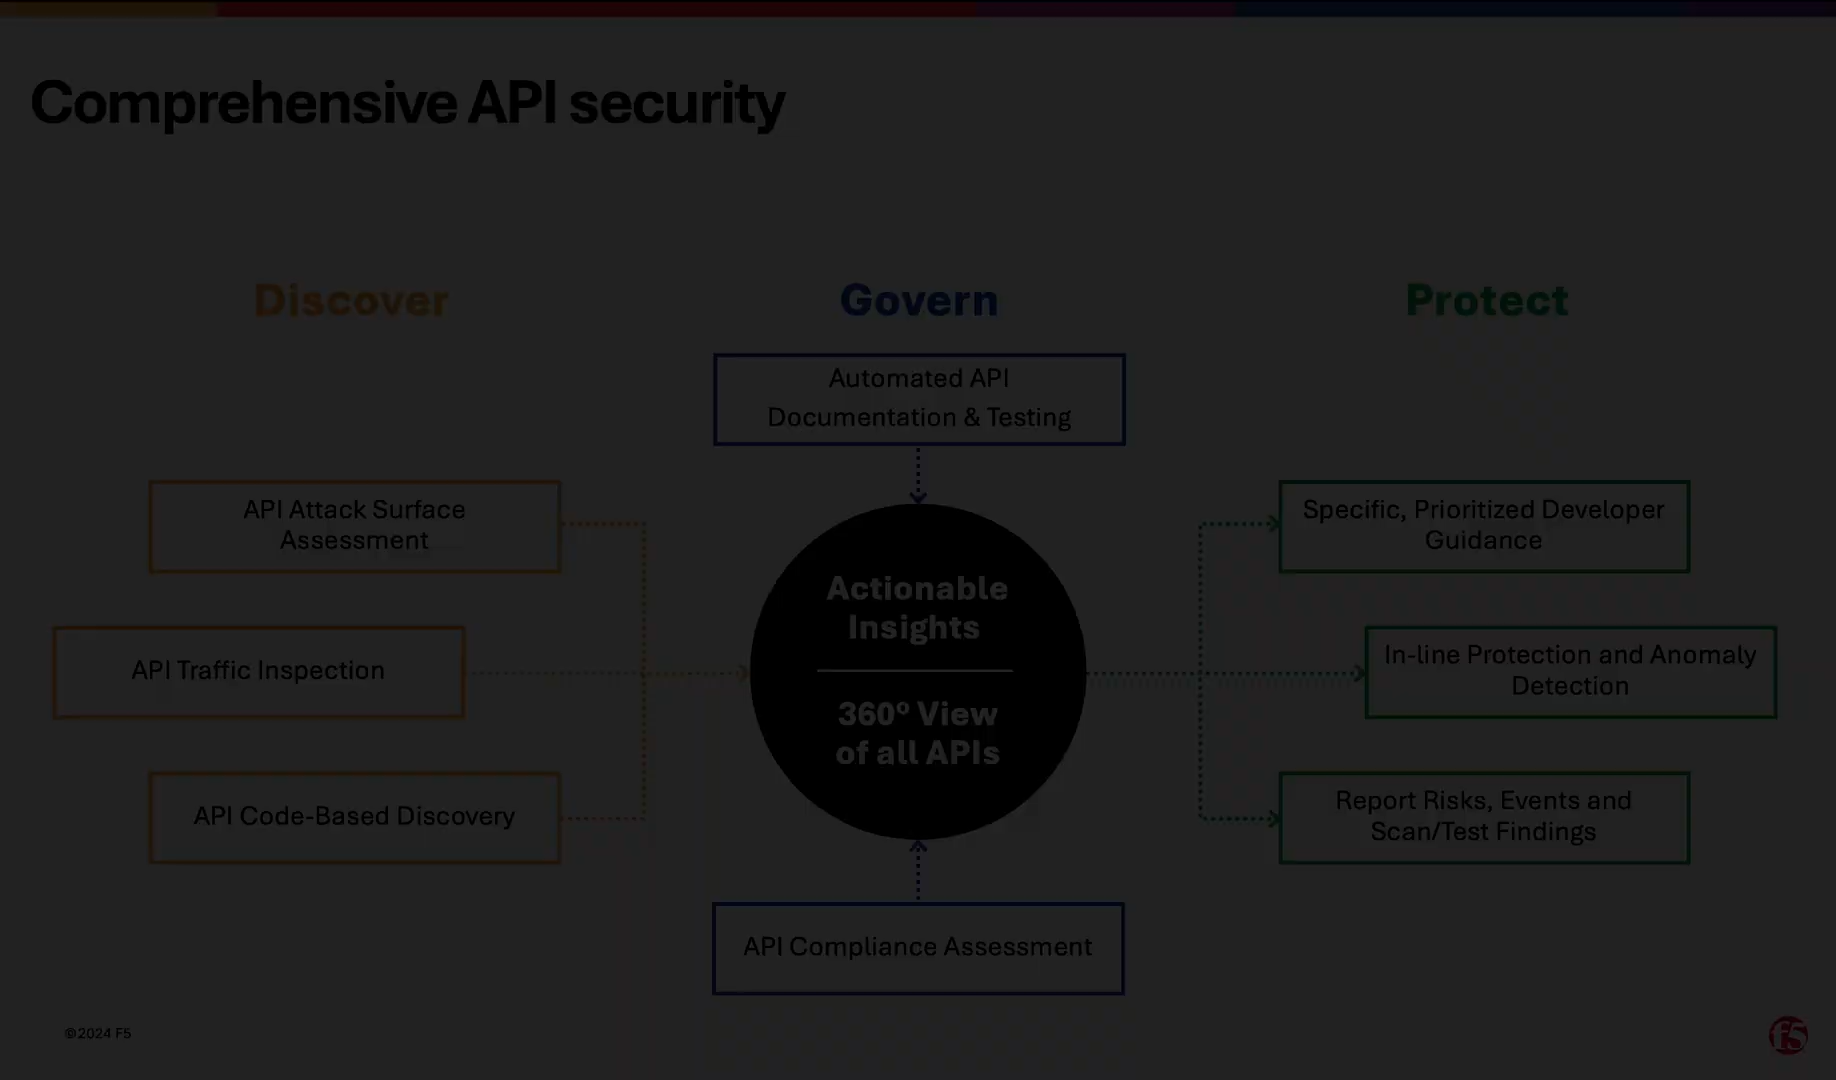 Comprehensive API security
Discover
Govern
Protect
Automated API
Documentation & Testing
API Attack Surface
Assessment
API Traffic Inspection
API Code-Based Discovery
Actionable
Insights
360º View
of all APIs
Specific, Prioritized Developer
Guidance
In-line Protection and Anomaly
Detection
Report Risks, Events and
Scan/Test Findings
API Compliance Assessment
©2024 F5
f5